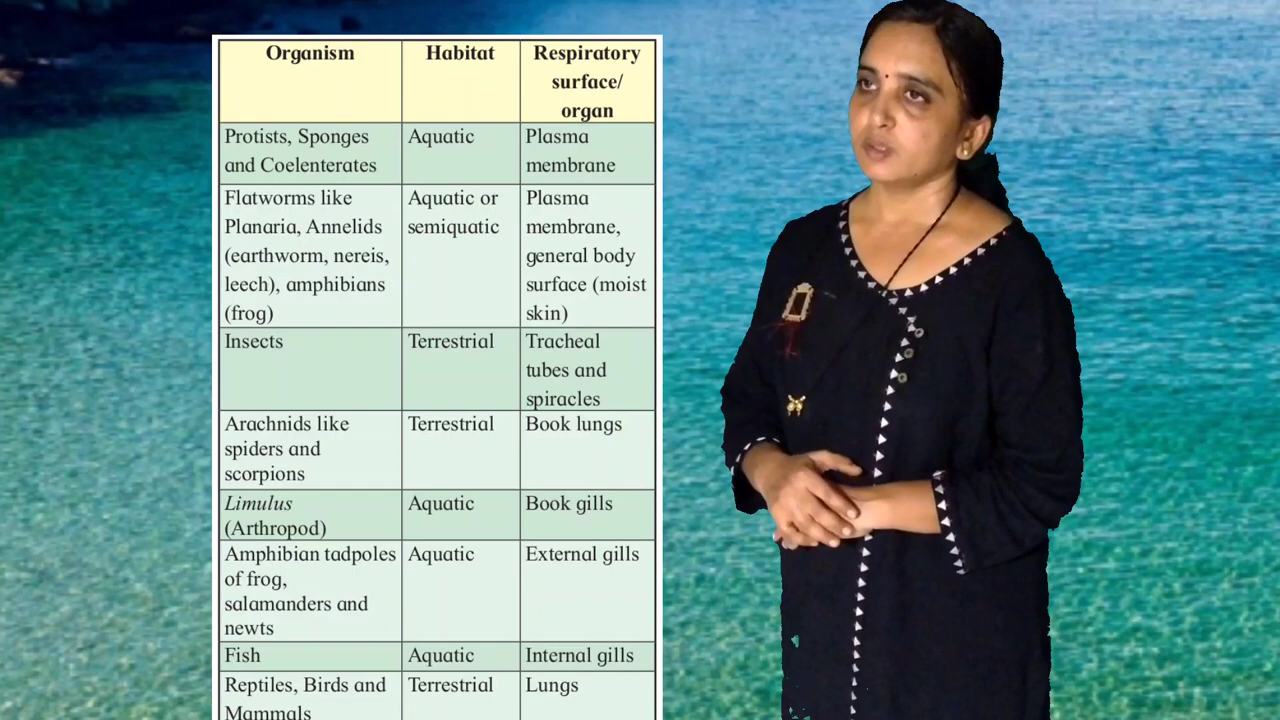 Organism Habitat Respiratory
surface/
organ
Protists, Sponges Aquatic Plasma
and Coelenterates membrane
Flatworms like Aquatic or Plasma
Planaria, Annelids semiquatic membrane,
(earthworm, nereis, general body
leech), amphibians surface (moist
(frog) skin)
Insects Terrestrial Tracheal
tubes and
spiracles
Arachnids like Terrestrial Book lungs
spiders and
scorpions
Limulus Aquatic Book gills
(Arthropod)
Amphibian tadpoles Aquatic External gills
of frog,
salamanders and
newts
Fish Aquatic Internal gills
Reptiles, Birds and Terrestrial Lungs
Mammals